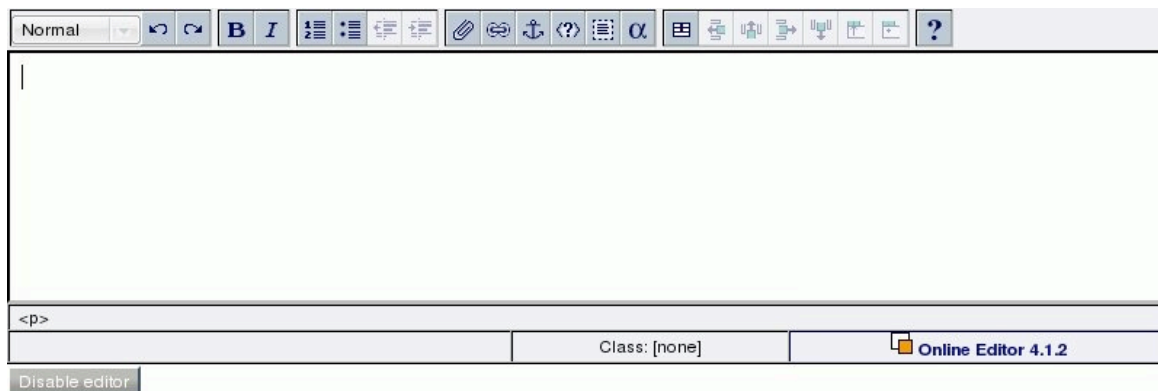 Normal B I <?> α ?
<p>
Class: [none] Online Editor 4.1.2
Disable editor